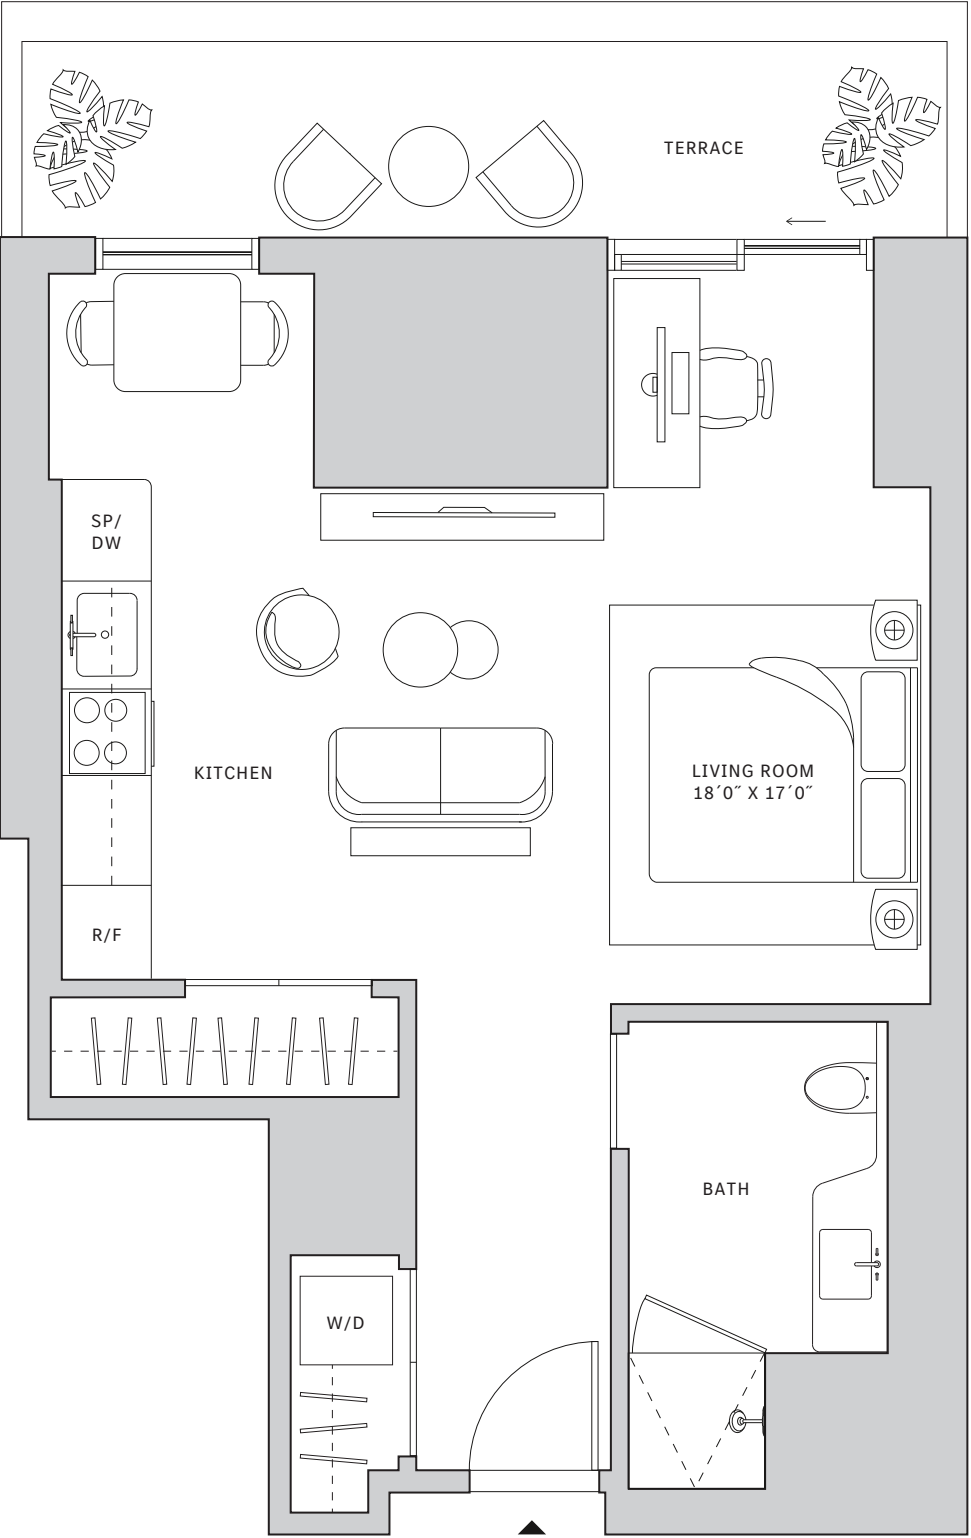 TERRACE
SP/
DW
KITCHEN
LIVING ROOM
18´0˝ X 17´0˝
R/F
BATH
W/D